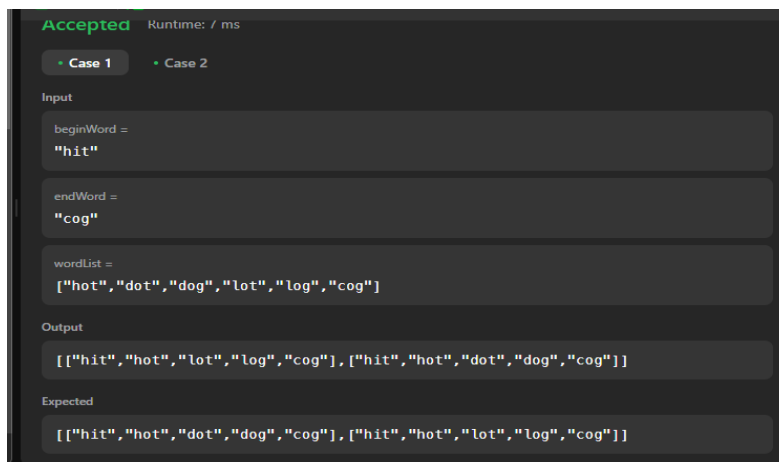 Accepted Runtime: 7 ms
• Case 1 • Case 2
Input
beginWord =
"hit"
endWord =
"cog"
wordList =
["hot","dot","dog","lot","log","cog"]
Output
[["hit","hot","lot","log","cog"],["hit","hot","dot","dog","cog"]]
Expected
[["hit","hot","dot","dog","cog"],["hit","hot","lot","log","cog"]]